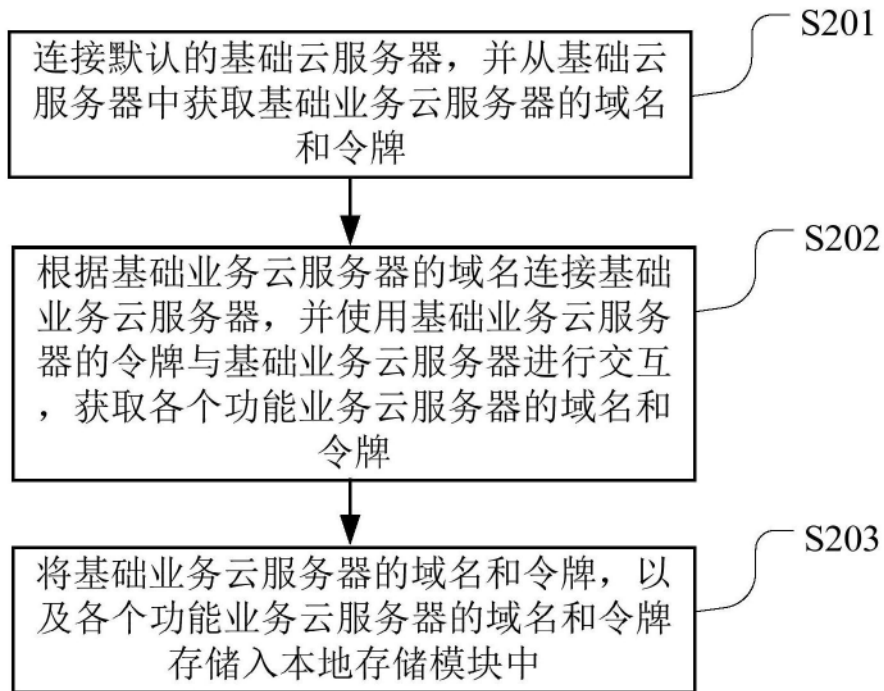 S201
连接默认的基础云服务器，并从基础云
服务器中获取基础业务云服务器的域名
和令牌
S202
根据基础业务云服务器的域名连接基础
业务云服务器，并使用基础业务云服务
器的令牌与基础业务云服务器进行交互
，获取各个功能业务云服务器的域名和
令牌
S203
将基础业务云服务器的域名和令牌，以
及各个功能业务云服务器的域名和令牌
存储入本地存储模块中